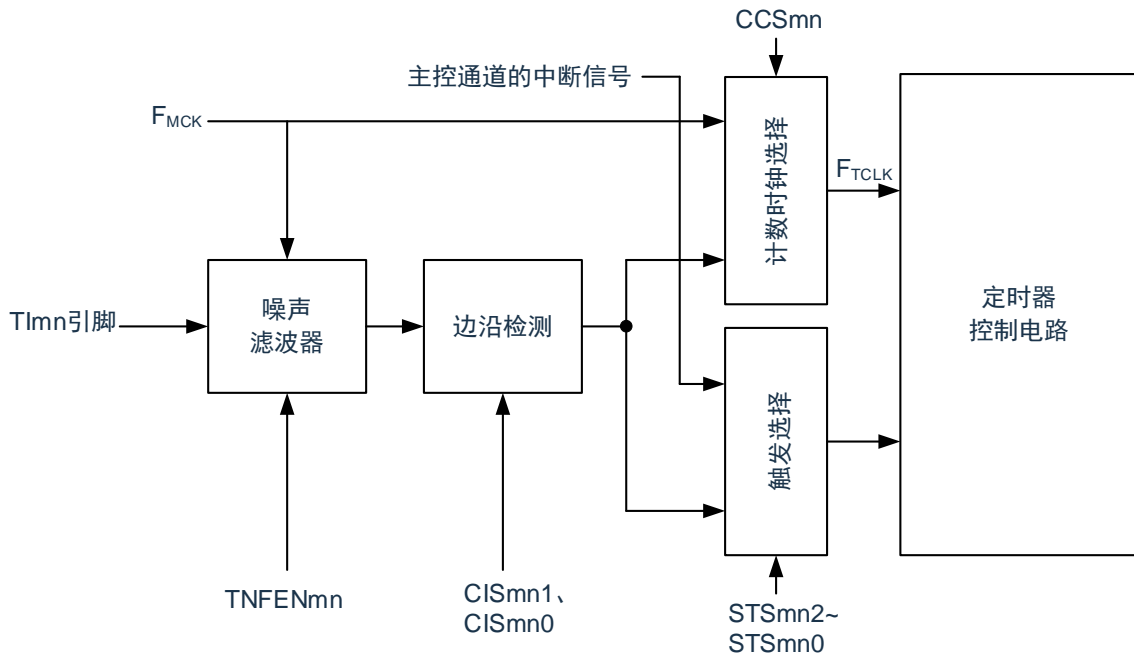 CCSmn
主控通道的中断信号
FMCK
计数时钟选择
FTCLK
TImn引脚
噪声
滤波器
边沿检测
定时器
控制电路
触发选择
TNFENmn
CISmn1、
CISmn0
STSmn2~
STSmn0